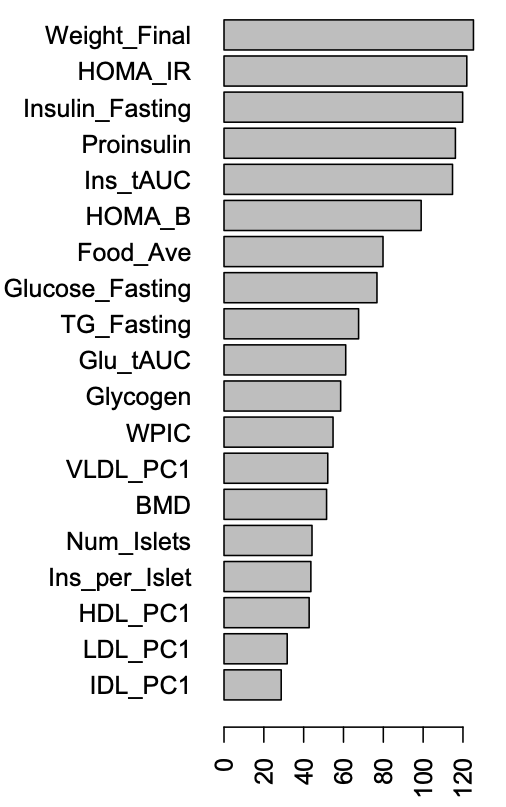 Weight_Final
HOMA_IR
Insulin_Fasting
Proinsulin
Ins_tAUC
HOMA_B
Food_Ave
Glucose_Fasting
TG_Fasting
Glu_tAUC
Glycogen
WPIC
VLDL_PC1
BMD
Num_Islets
Ins_per_Islet
HDL_PC1
LDL_PC1
IDL_PC1
0 20 40 60 80 100 120